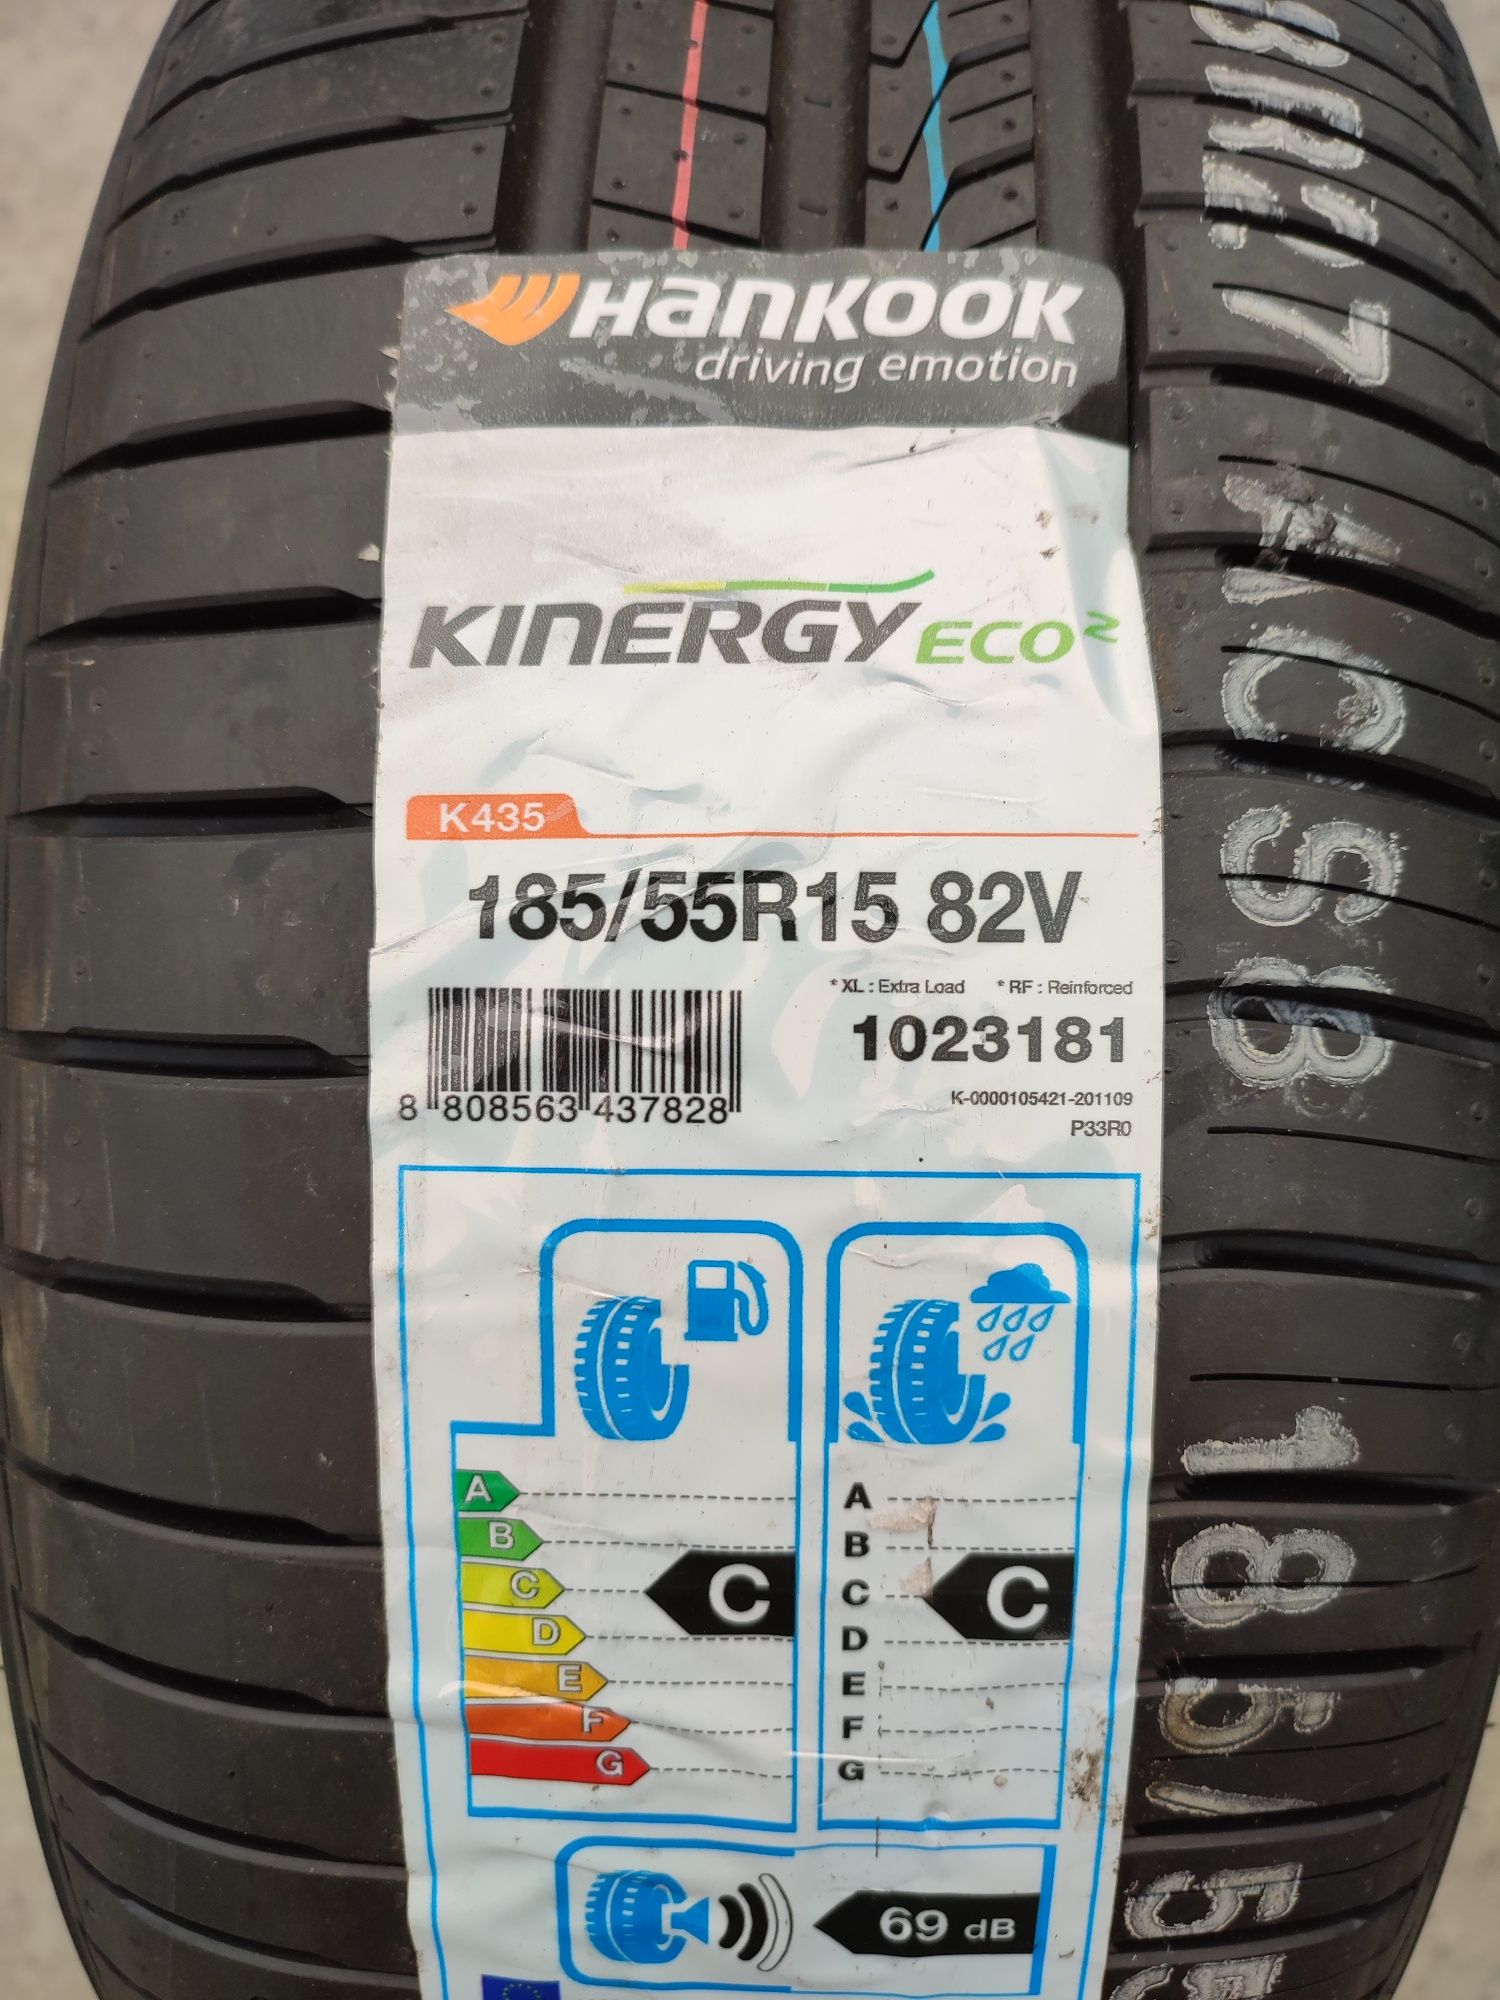 HANKOOK
driving emotion
KINERGY ECO²
K435
185/55R15 82V
* XL : Extra Load * RF : Reinforced
1023181
8 808563 437828
K-0000105421-201109
P33R0
A
B
C
D
E
F
G
C
A
B
C
D
E
F
G
C
69 dB
185/55